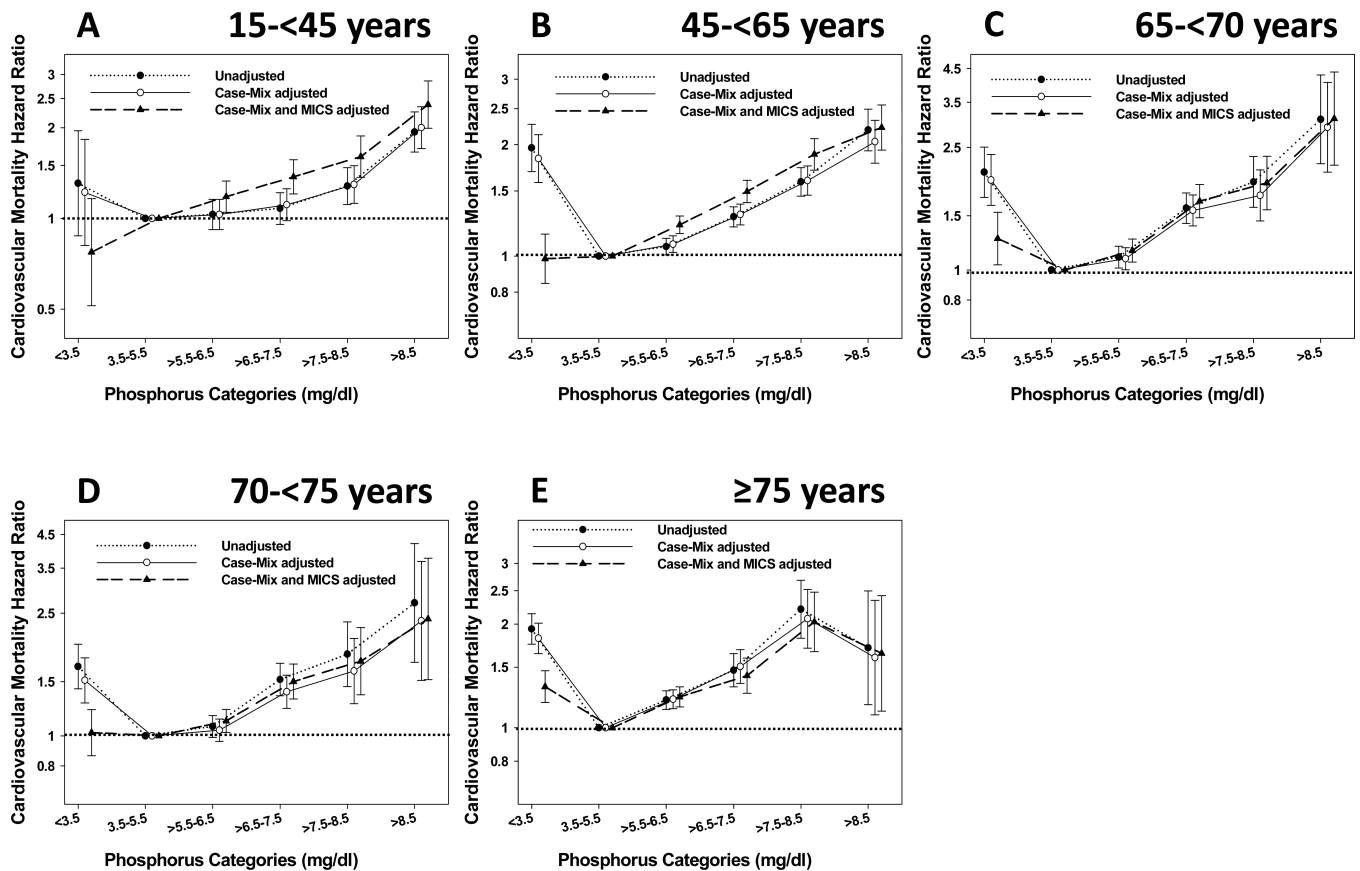 A 15-<45 years
Cardiovascular Mortality Hazard Ratio
Unadjusted
Case-Mix adjusted
Case-Mix and MICS adjusted
3
2.5
2
1.5
1
0.5
<3.5 3.5-5.5 >5.5-6.5 >6.5-7.5 >7.5-8.5 >8.5
Phosphorus Categories (mg/dl)
B 45-<65 years
Cardiovascular Mortality Hazard Ratio
Unadjusted
Case-Mix adjusted
Case-Mix and MICS adjusted
3
2.5
2
1.5
1
0.8
<3.5 3.5-5.5 >5.5-6.5 >6.5-7.5 >7.5-8.5 >8.5
Phosphorus Categories (mg/dl)
C 65-<70 years
Cardiovascular Mortality Hazard Ratio
Unadjusted
Case-Mix adjusted
Case-Mix and MICS adjusted
4.5
3.5
2.5
1.5
1
0.8
<3.5 3.5-5.5 >5.5-6.5 >6.5-7.5 >7.5-8.5 >8.5
Phosphorus Categories (mg/dl)
D 70-<75 years
Cardiovascular Mortality Hazard Ratio
Unadjusted
Case-Mix adjusted
Case-Mix and MICS adjusted
4.5
3.5
2.5
1.5
1
0.8
<3.5 3.5-5.5 >5.5-6.5 >6.5-7.5 >7.5-8.5 >8.5
Phosphorus Categories (mg/dl)
E ≥75 years
Cardiovascular Mortality Hazard Ratio
Unadjusted
Case-Mix adjusted
Case-Mix and MICS adjusted
3
2.5
2
1.5
1
0.8
<3.5 3.5-5.5 >5.5-6.5 >6.5-7.5 >7.5-8.5 >8.5
Phosphorus Categories (mg/dl)